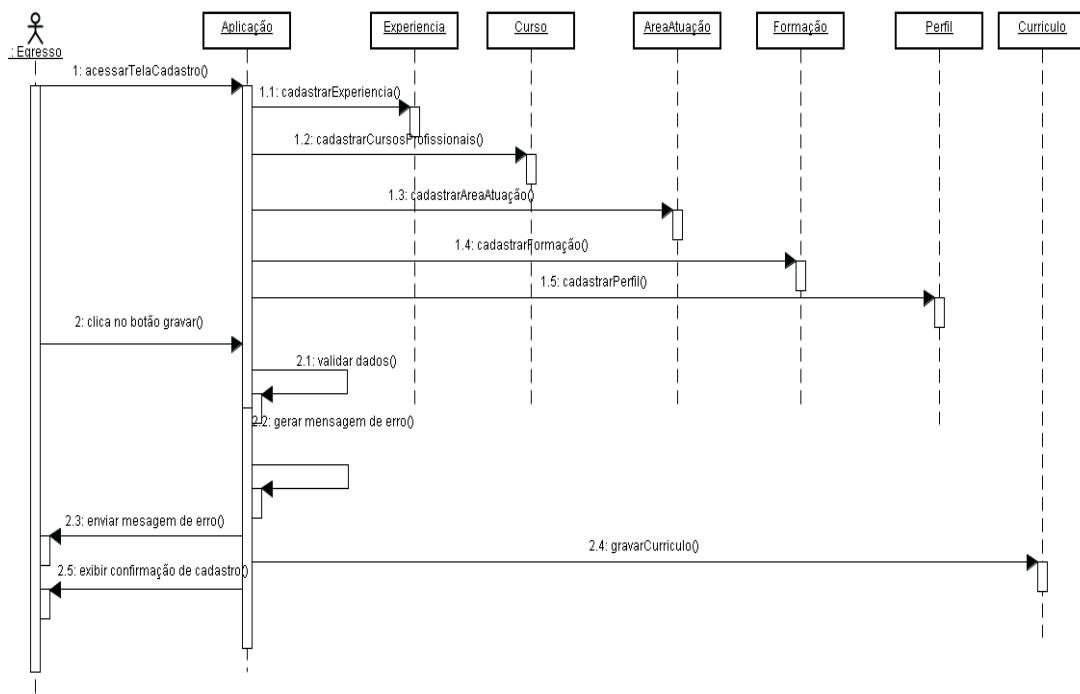 : Egresso
Aplicação
Experiencia
Curso
AreaAtuação
Formação
Perfil
Curriculo
1: acessarTelaCadastro()
1.1: cadastrarExperiencia()
1.2: cadastrarCursosProfissionais()
1.3: cadastrarAreaAtuação()
1.4: cadastrarFormação()
1.5: cadastrarPerfil()
2: clica no botão gravar()
2.1: validar dados()
2.2: gerar mensagem de erro()
2.3: enviar mesagem de erro()
2.4: gravarCurriculo()
2.5: exibir confirmação de cadastro()